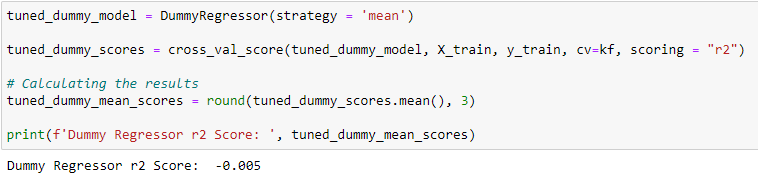 tuned_dummy_model = DummyRegressor(strategy = 'mean')
tuned_dummy_scores = cross_val_score(tuned_dummy_model, X_train, y_train, cv=kf, scoring = "r2")
# Calculating the results
tuned_dummy_mean_scores = round(tuned_dummy_scores.mean(), 3)
print(f'Dummy Regressor r2 Score: ', tuned_dummy_mean_scores)
Dummy Regressor r2 Score:  -0.005